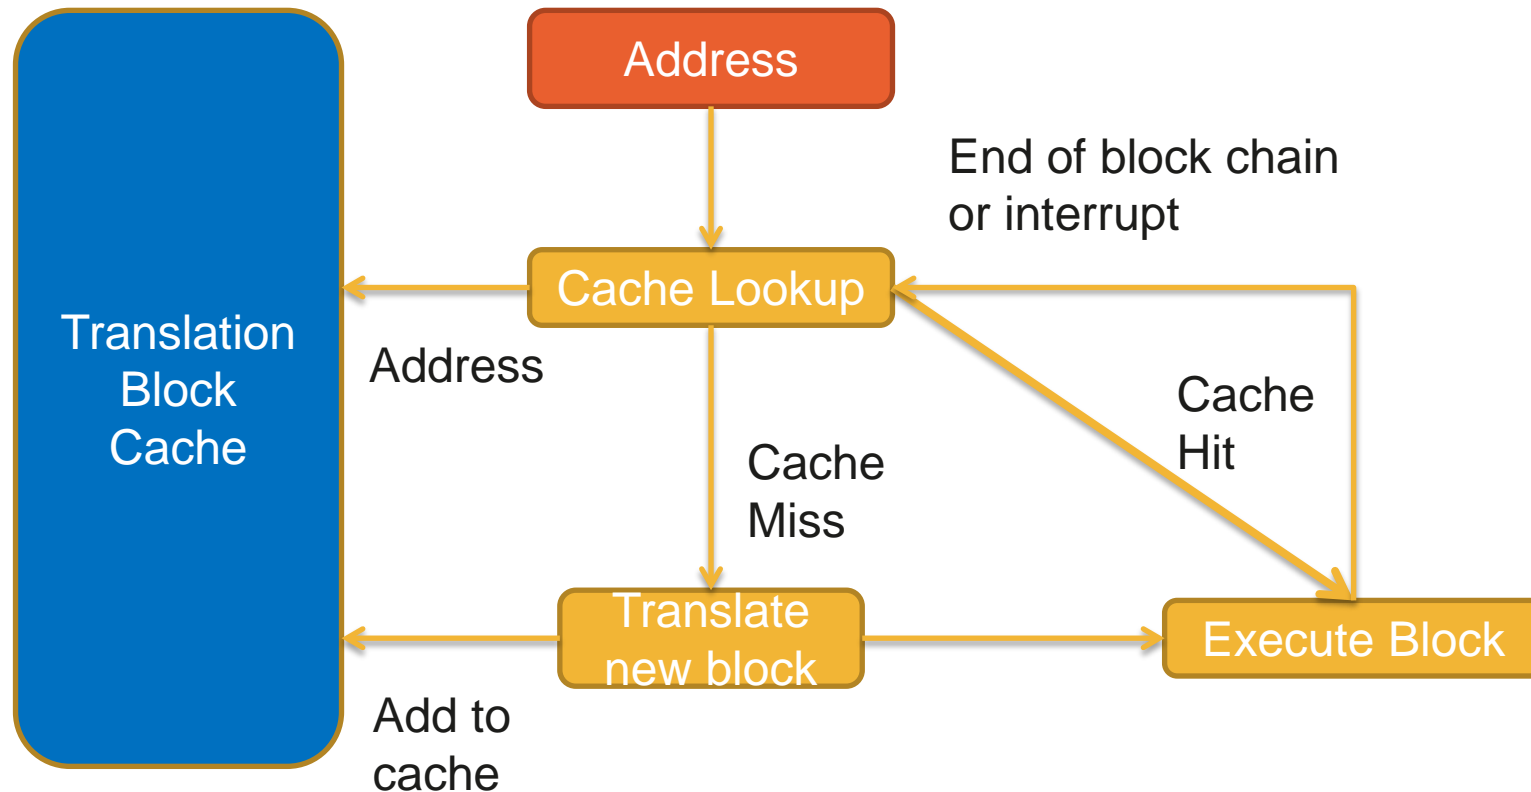 Address
End of block chain
or interrupt
Cache Lookup
Translation
Block
Cache
Address
Cache
Hit
Cache
Miss
Translate
new block
Execute Block
Add to
cache